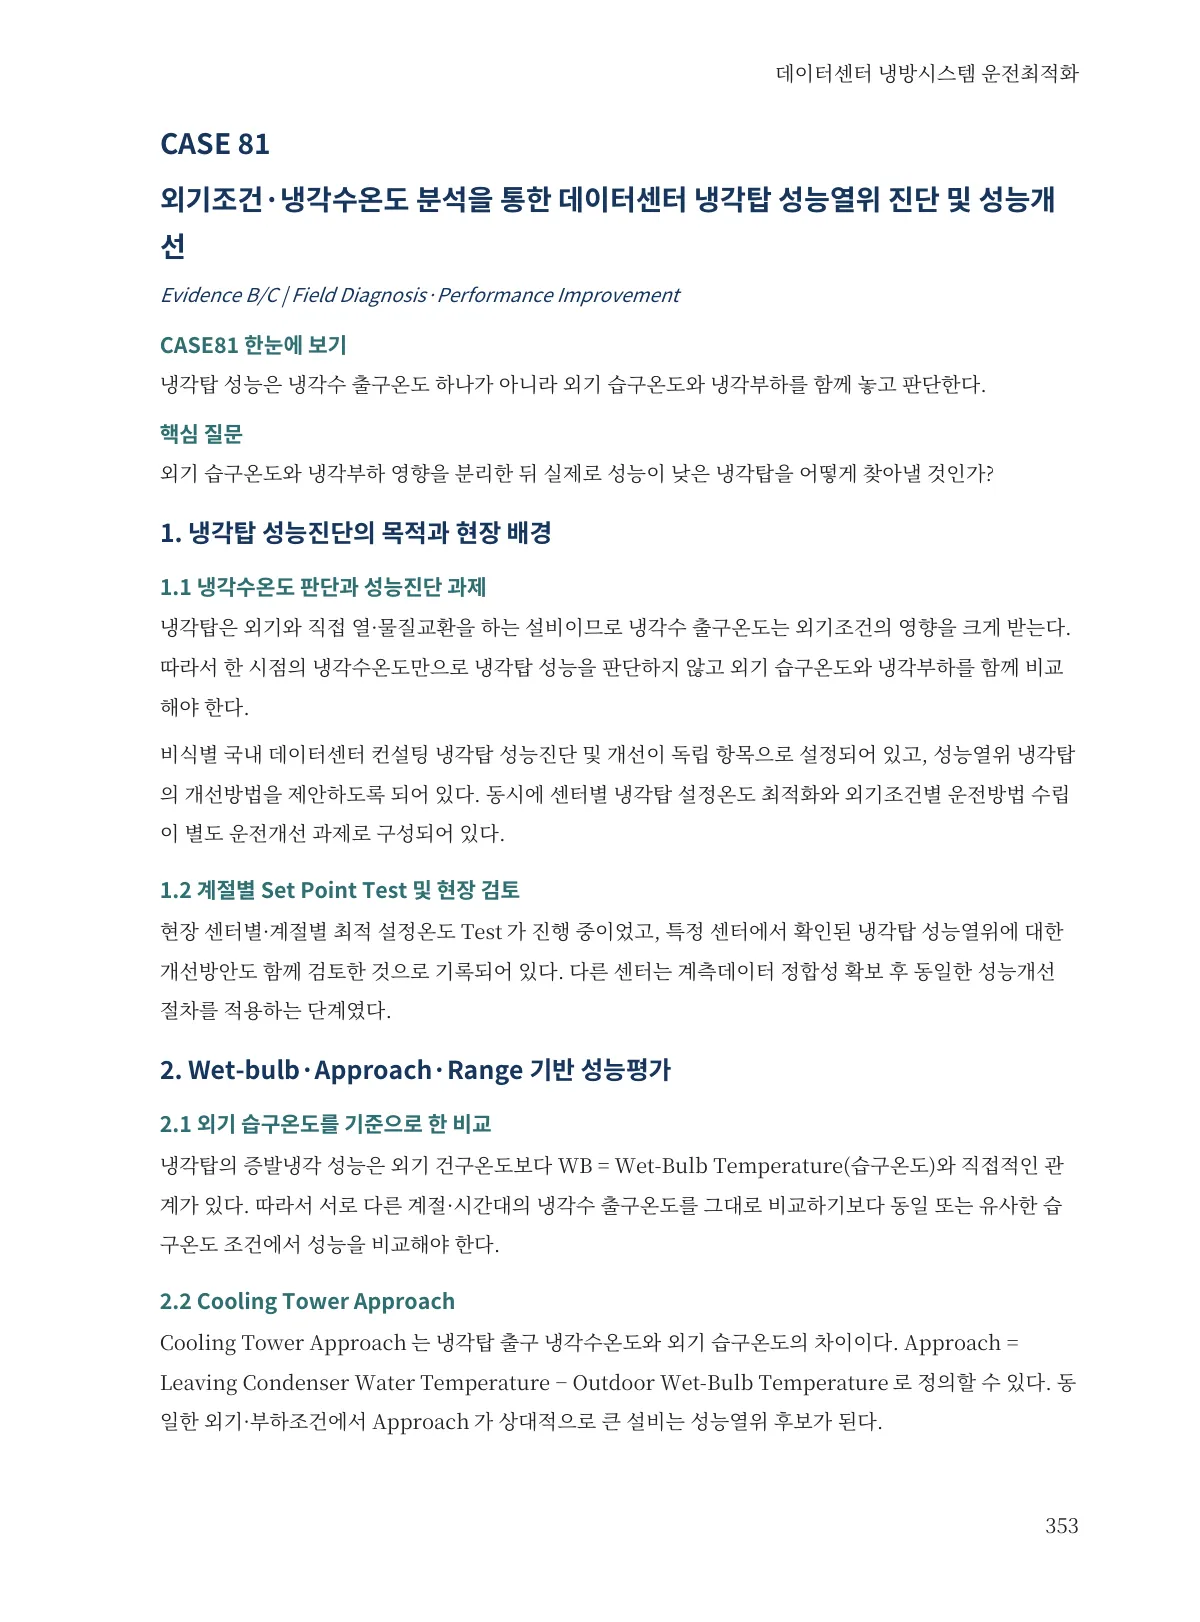 데이터센터 냉방시스템 운전최적화
CASE 81
외기조건·냉각수온도 분석을 통한 데이터센터 냉각탑 성능열위 진단 및 성능개
선
Evidence B/C | Field Diagnosis·Performance Improvement
CASE81 한눈에 보기
냉각탑 성능은 냉각수 출구온도 하나가 아니라 외기 습구온도와 냉각부하를 함께 놓고 판단한다.
핵심 질문
외기 습구온도와 냉각부하 영향을 분리한 뒤 실제로 성능이 낮은 냉각탑을 어떻게 찾아낼 것인가?
1. 냉각탑 성능진단의 목적과 현장 배경
1.1 냉각수온도 판단과 성능진단 과제
냉각탑은 외기와 직접 열·물질교환을 하는 설비이므로 냉각수 출구온도는 외기조건의 영향을 크게 받는다.
따라서 한 시점의 냉각수온도만으로 냉각탑 성능을 판단하지 않고 외기 습구온도와 냉각부하를 함께 비교
해야 한다.
비식별 국내 데이터센터 컨설팅 냉각탑 성능진단 및 개선이 독립 항목으로 설정되어 있고, 성능열위 냉각탑
의 개선방법을 제안하도록 되어 있다. 동시에 센터별 냉각탑 설정온도 최적화와 외기조건별 운전방법 수립
이 별도 운전개선 과제로 구성되어 있다.
1.2 계절별 Set Point Test 및 현장 검토
현장 센터별·계절별 최적 설정온도 Test 가 진행 중이었고, 특정 센터에서 확인된 냉각탑 성능열위에 대한
개선방안도 함께 검토한 것으로 기록되어 있다. 다른 센터는 계측데이터 정합성 확보 후 동일한 성능개선
절차를 적용하는 단계였다.
2. Wet-bulb·Approach·Range 기반 성능평가
2.1 외기 습구온도를 기준으로 한 비교
냉각탑의 증발냉각 성능은 외기 건구온도보다 WB = Wet-Bulb Temperature(습구온도)와 직접적인 관
계가 있다. 따라서 서로 다른 계절·시간대의 냉각수 출구온도를 그대로 비교하기보다 동일 또는 유사한 습
구온도 조건에서 성능을 비교해야 한다.
2.2 Cooling Tower Approach
Cooling Tower Approach 는 냉각탑 출구 냉각수온도와 외기 습구온도의 차이이다. Approach =
Leaving Condenser Water Temperature − Outdoor Wet-Bulb Temperature 로 정의할 수 있다. 동
일한 외기·부하조건에서 Approach 가 상대적으로 큰 설비는 성능열위 후보가 된다.
353